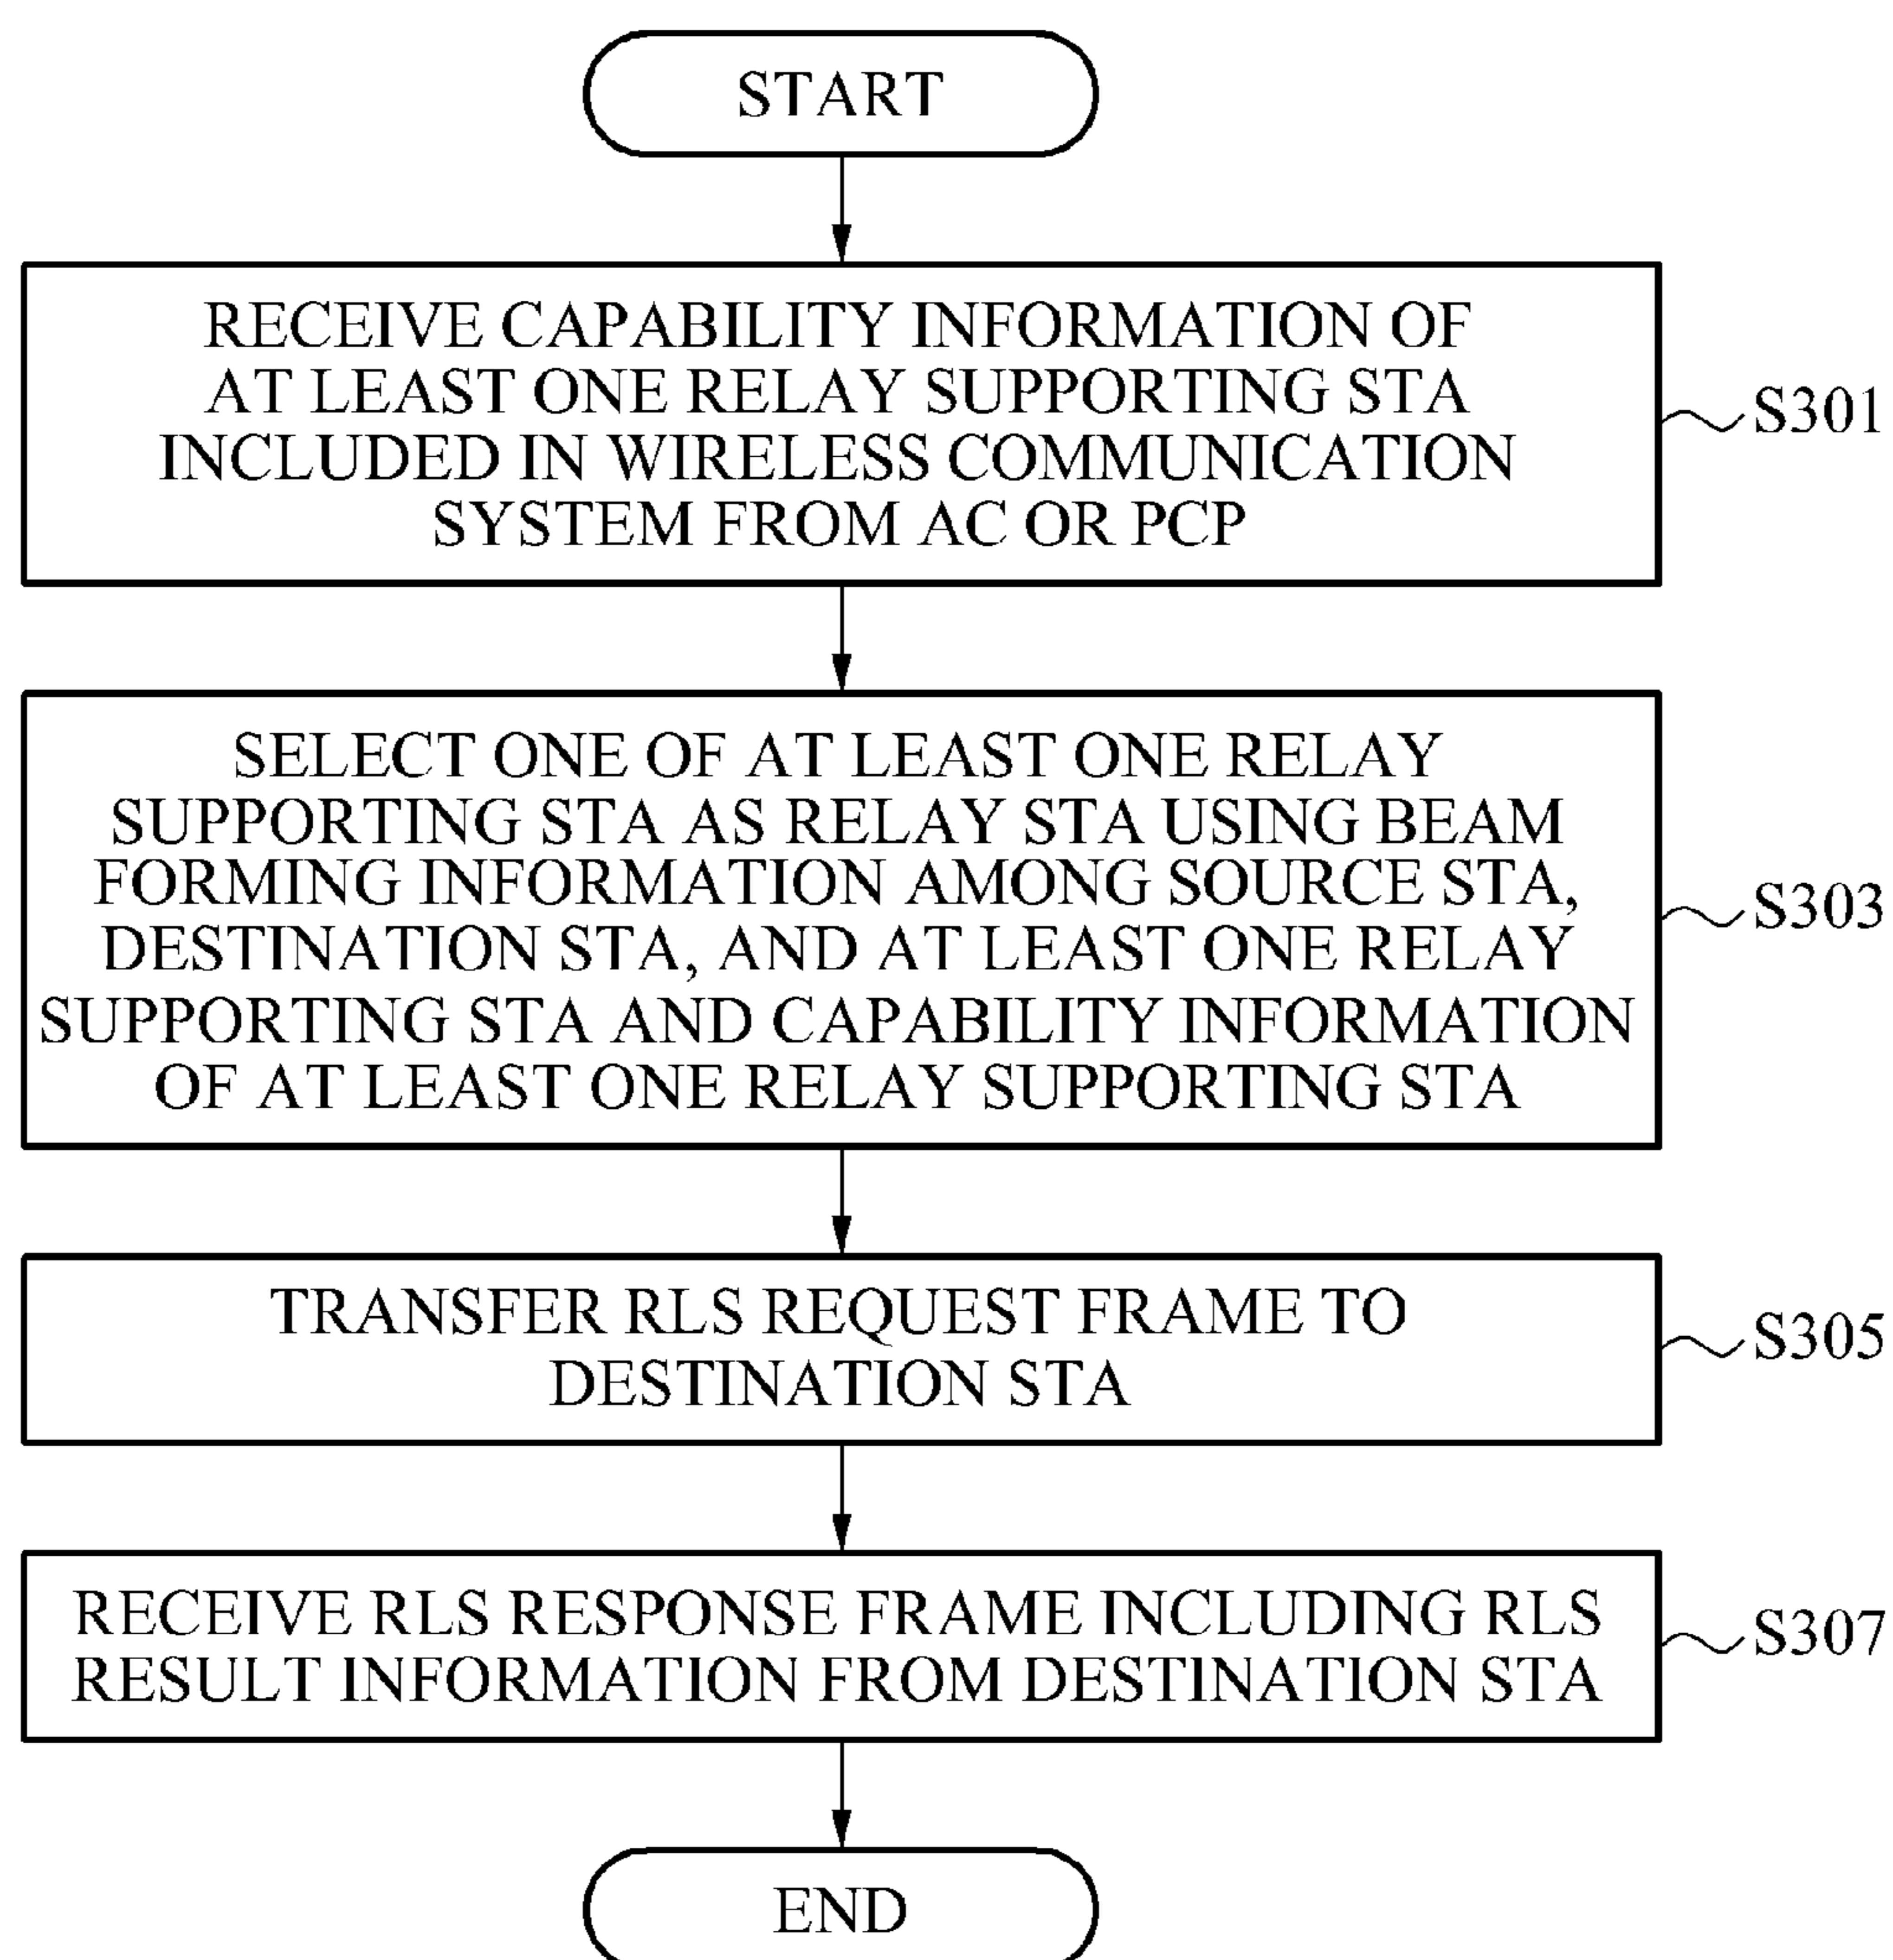 START
RECEIVE CAPABILITY INFORMATION OF
AT LEAST ONE RELAY SUPPORTING STA
INCLUDED IN WIRELESS COMMUNICATION
SYSTEM FROM AC OR PCP
S301
SELECT ONE OF AT LEAST ONE RELAY
SUPPORTING STA AS RELAY STA USING BEAM
FORMING INFORMATION AMONG SOURCE STA,
DESTINATION STA, AND AT LEAST ONE RELAY
SUPPORTING STA AND CAPABILITY INFORMATION
OF AT LEAST ONE RELAY SUPPORTING STA
S303
TRANSFER RLS REQUEST FRAME TO
DESTINATION STA
S305
RECEIVE RLS RESPONSE FRAME INCLUDING RLS
RESULT INFORMATION FROM DESTINATION STA
S307
END